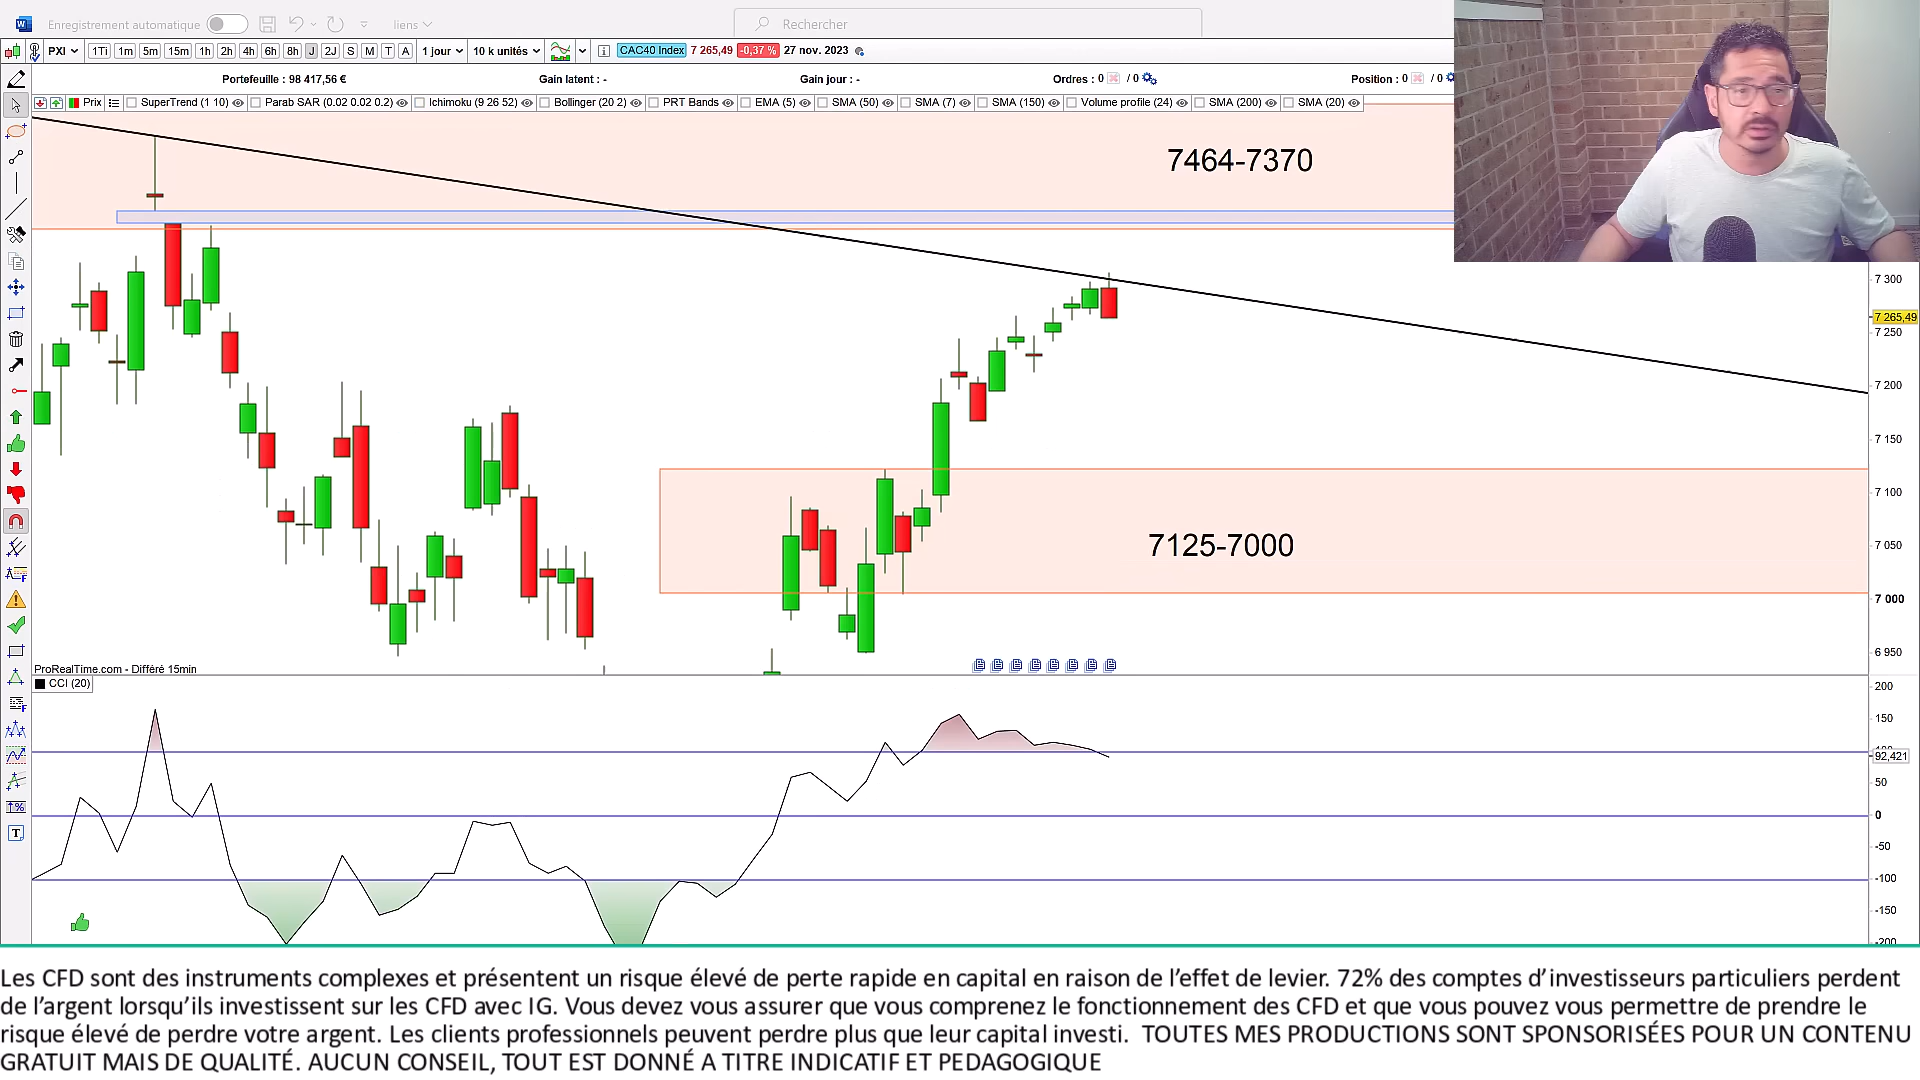 Enregistrement automatique
liens
Rechercher
PXI 1Ti 1m 5m 15m 1h 2h 4h 6h 8h J 2J S M T A 1 jour 10 k unités CAC40 Index 7 265,49 -0,37 % 27 nov. 2023
Portefeuille : 98 417,56 € Gain latent : - Gain jour : - Ordres : 0 / 0 Position : 0 / 0
Prix SuperTrend (1 10) Parab SAR (0.02 0.02 0.2) Ichimoku (9 26 52) Bollinger (20 2) PRT Bands EMA (5) SMA (50) SMA (7) SMA (150) Volume profile (24) SMA (200) SMA (20)
7464-7370
7 300
7 265,49
7 250
7 200
7 150
7 100
7125-7000
7 050
7 000
6 950
ProRealTime.com - Différé 15min
CCI (20)
200
150
100
92,421
50
0
-50
-100
-150
-200
Les CFD sont des instruments complexes et présentent un risque élevé de perte rapide en capital en raison de l’effet de levier. 72% des comptes d’investisseurs particuliers perdent
de l’argent lorsqu’ils investissent sur les CFD avec IG. Vous devez vous assurer que vous comprenez le fonctionnement des CFD et que vous pouvez vous permettre de prendre le
risque élevé de perdre votre argent. Les clients professionnels peuvent perdre plus que leur capital investi. TOUTES MES PRODUCTIONS SONT SPONSORISÉES POUR UN CONTENU
GRATUIT MAIS DE QUALITÉ. AUCUN CONSEIL, TOUT EST DONNÉ A TITRE INDICATIF ET PEDAGOGIQUE